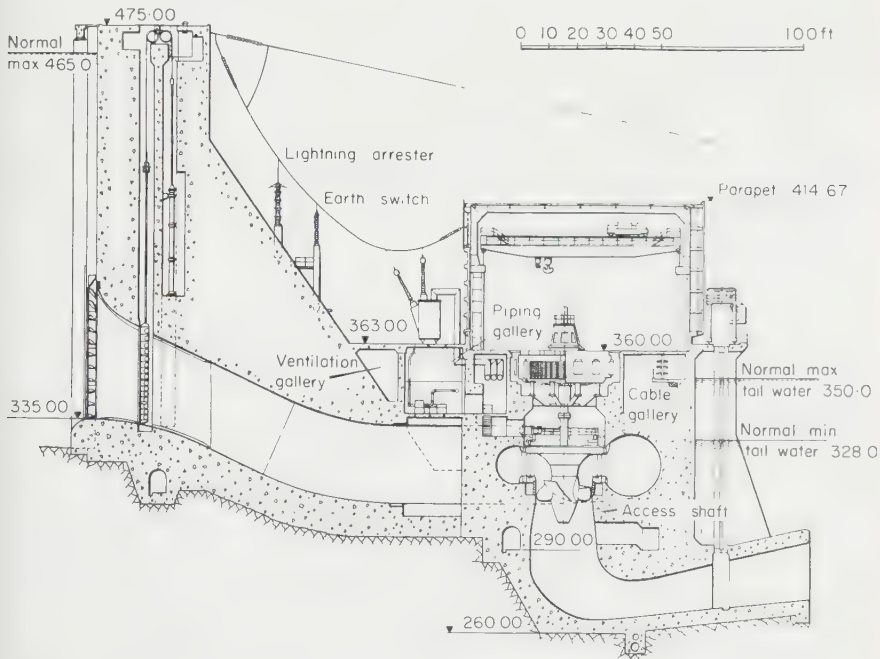 475·00
Normal
max 465·0
0 10 20 30 40 50 100 ft
Lightning arrester
Earth switch
Parapet 414 67
363 00
Piping
gallery
360.00
Ventilation
gallery
Cable
gallery
Normal max
tail water 350·0
335 00
Normal min
tail water 328 0
Access shaft
290.00
260.00